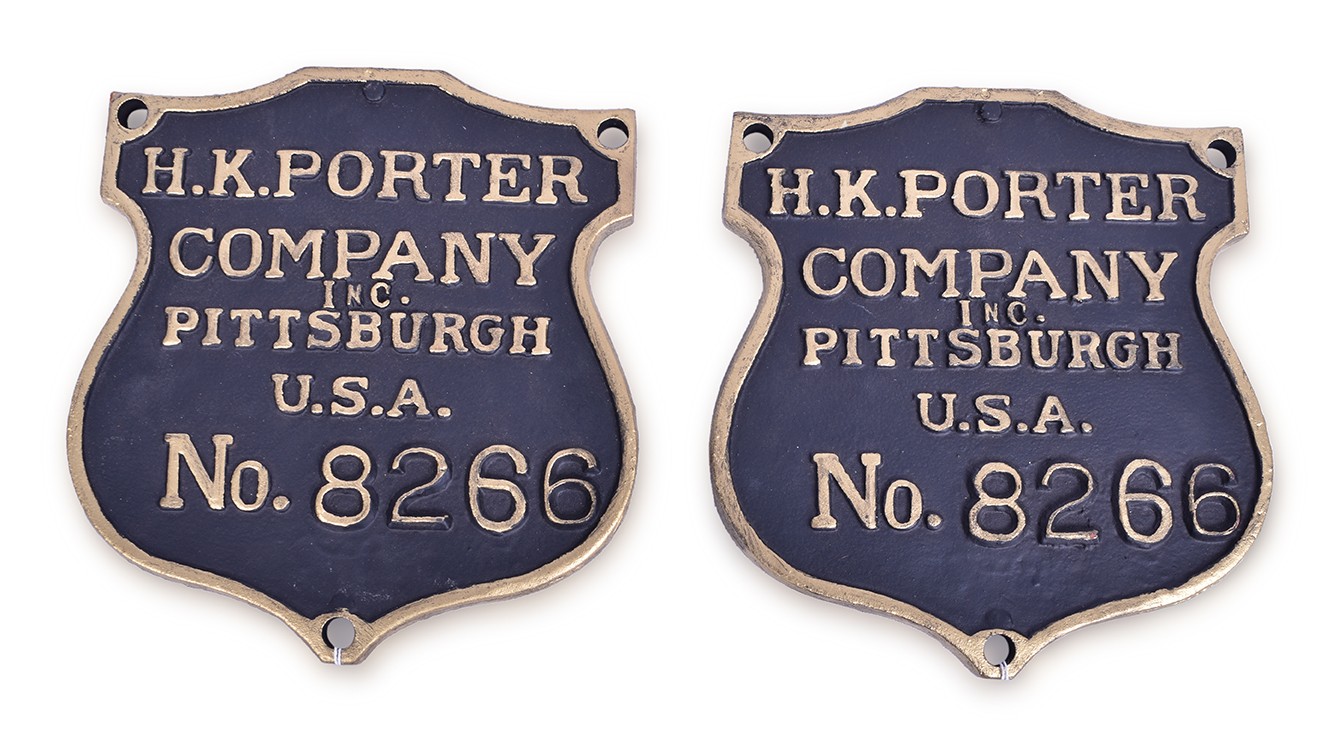 H.K.PORTER
COMPANY
INC.
PITTSBURGH
U.S.A.
No. 8266
H.K.PORTER
COMPANY
INC.
PITTSBURGH
U.S.A.
No. 8266